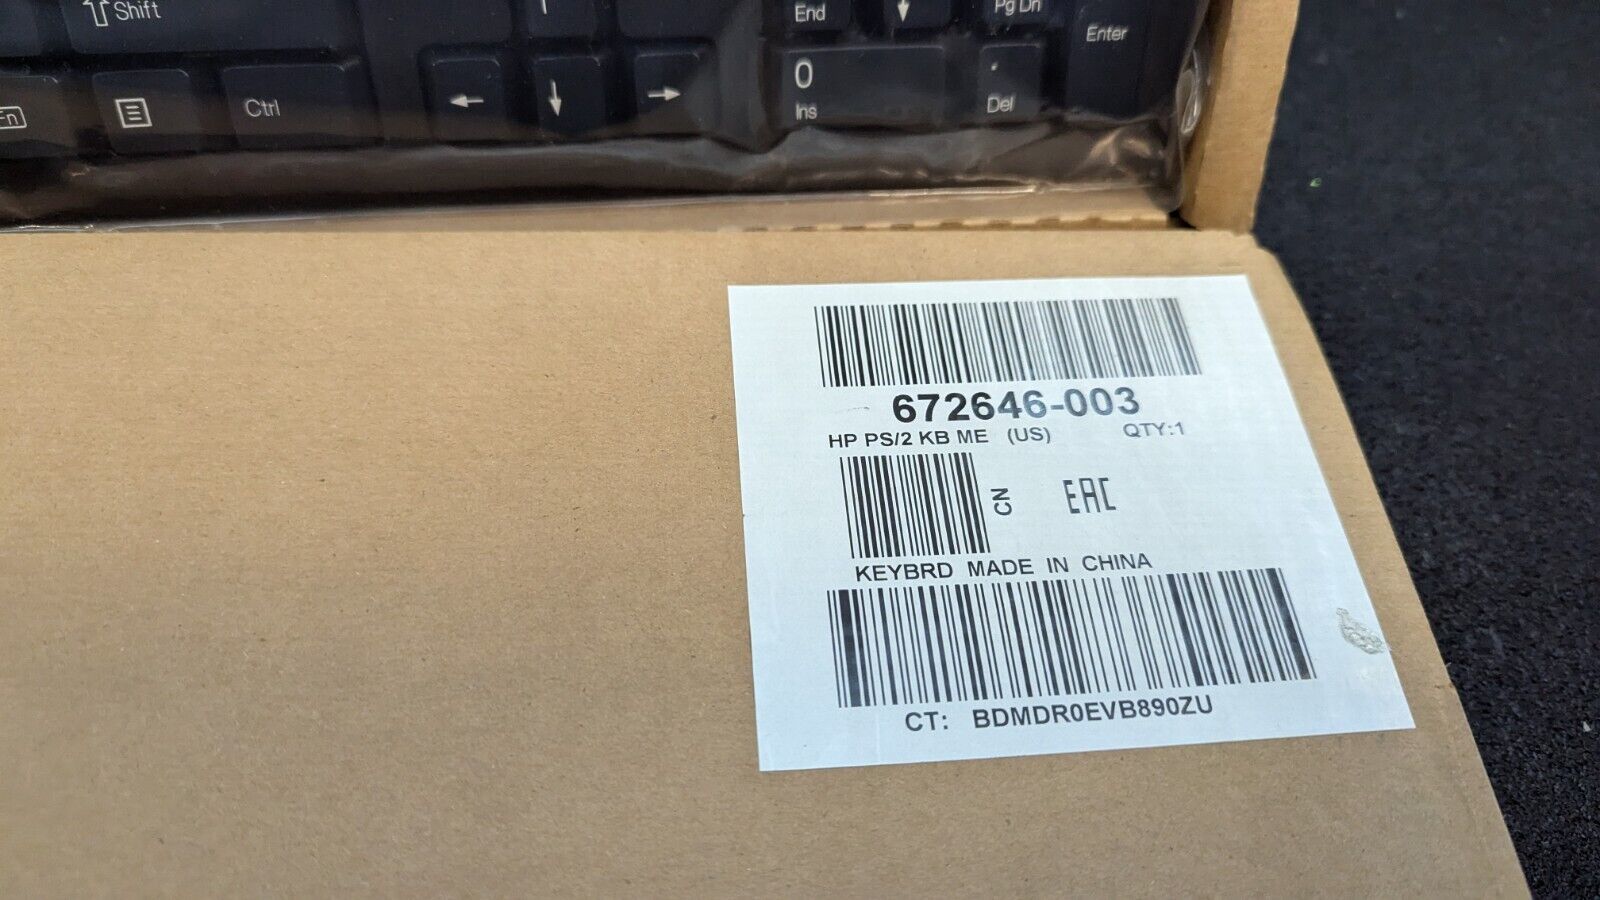 Shift
End
Pg Dn
Enter
Fn
Ctrl
0
Ins
.
Del
672646-003
HP PS/2 KB ME (US) QTY:1
CN
EAC
KEYBRD MADE IN CHINA
CT: BDMDR0EVB890ZU